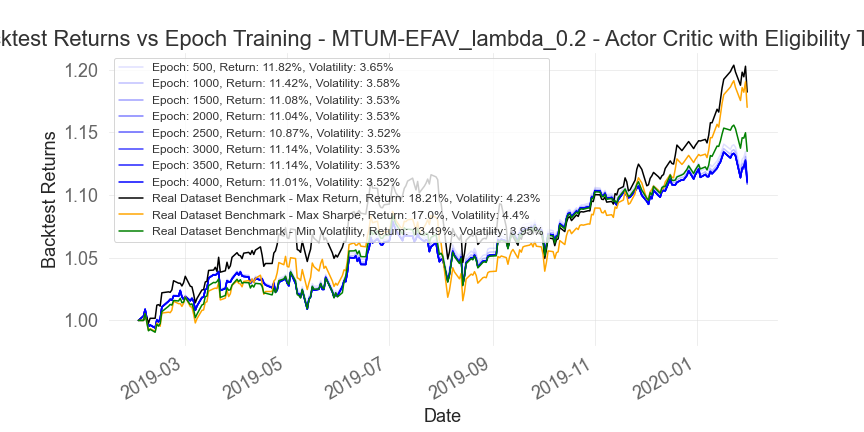 ktest Returns vs Epoch Training - MTUM-EFAV_lambda_0.2 - Actor Critic with Eligibility T
Epoch: 500, Return: 11.82%, Volatility: 3.65%
Epoch: 1000, Return: 11.42%, Volatility: 3.58%
Epoch: 1500, Return: 11.08%, Volatility: 3.53%
Epoch: 2000, Return: 11.04%, Volatility: 3.53%
Epoch: 2500, Return: 10.87%, Volatility: 3.52%
Epoch: 3000, Return: 11.14%, Volatility: 3.53%
Epoch: 3500, Return: 11.14%, Volatility: 3.53%
Epoch: 4000, Return: 11.01%, Volatility: 3.52%
Real Dataset Benchmark - Max Return, Return: 18.21%, Volatility: 4.23%
Real Dataset Benchmark - Max Sharpe, Return: 17.0%, Volatility: 4.4%
Real Dataset Benchmark - Min Volatility, Return: 13.49%, Volatility: 3.95%
Backtest Returns
1.20
1.15
1.10
1.05
1.00
2019-03
2019-05
2019-07
2019-09
2019-11
2020-01
Date